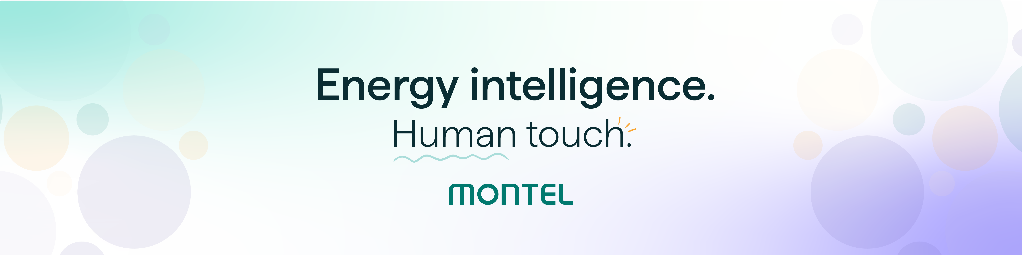 Energy intelligence.
Human touch.
MONTEL